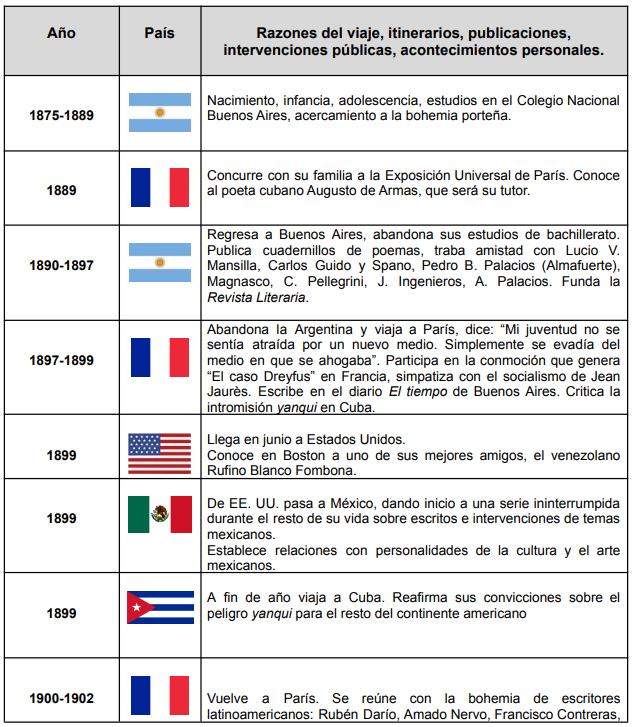 Año
País
Razones del viaje, itinerarios, publicaciones,
intervenciones públicas, acontecimientos personales.
1875-1889
Nacimiento, infancia, adolescencia, estudios en el Colegio Nacional
Buenos Aires, acercamiento a la bohemia porteña.
1889
Concurre con su familia a la Exposición Universal de París. Conoce
al poeta cubano Augusto de Armas, que será su tutor.
1890-1897
Regresa a Buenos Aires, abandona sus estudios de bachillerato.
Publica cuadernillos de poemas, traba amistad con Lucio V.
Mansilla, Carlos Guido y Spano, Pedro B. Palacios (Almafuerte),
Magnasco, C. Pellegrini, J. Ingenieros, A. Palacios. Funda la
Revista Literaria.
1897-1899
Abandona la Argentina y viaja a París, dice: “Mi juventud no se
sentía atraída por un nuevo medio. Simplemente se evadía del
medio en que se ahogaba”. Participa en la conmoción que genera
“El caso Dreyfus” en Francia, simpatiza con el socialismo de Jean
Jaurès. Escribe en el diario El tiempo de Buenos Aires. Critica la
intromisión yanqui en Cuba.
1899
Llega en junio a Estados Unidos.
Conoce en Boston a uno de sus mejores amigos, el venezolano
Rufino Blanco Fombona.
1899
De EE. UU. pasa a México, dando inicio a una serie ininterrumpida
durante el resto de su vida sobre escritos e intervenciones de temas
mexicanos.
Establece relaciones con personalidades de la cultura y el arte
mexicanos.
1899
A fin de año viaja a Cuba. Reafirma sus convicciones sobre el
peligro yanqui para el resto del continente americano
1900-1902
Vuelve a París. Se reúne con la bohemia de escritores
latinoamericanos: Rubén Darío, Amado Nervo, Francisco Contreras,